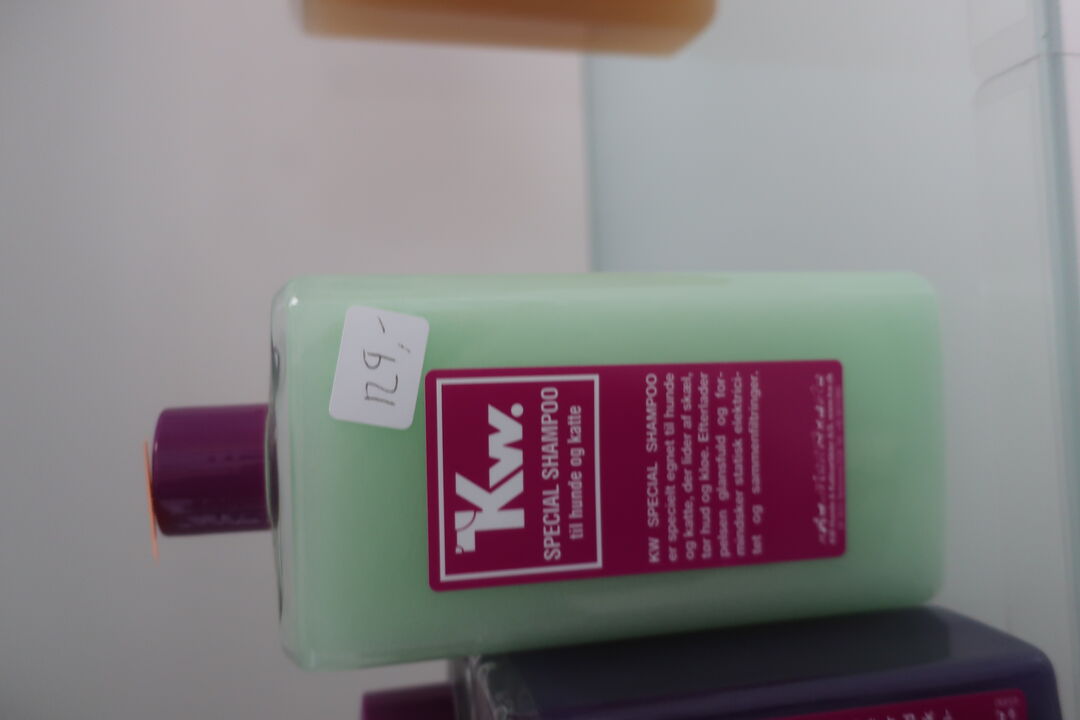 129,-
Kw.
SPECIAL SHAMPOO
til hunde og katte
KW SPECIAL SHAMPOO
er specielt egnet til hunde
og katte, der lider af skæl,
tør hud og kløe. Efterlader
pelsen glansfuld og for-
mindsker statisk elektrici-
tet og sammenfiltringer.